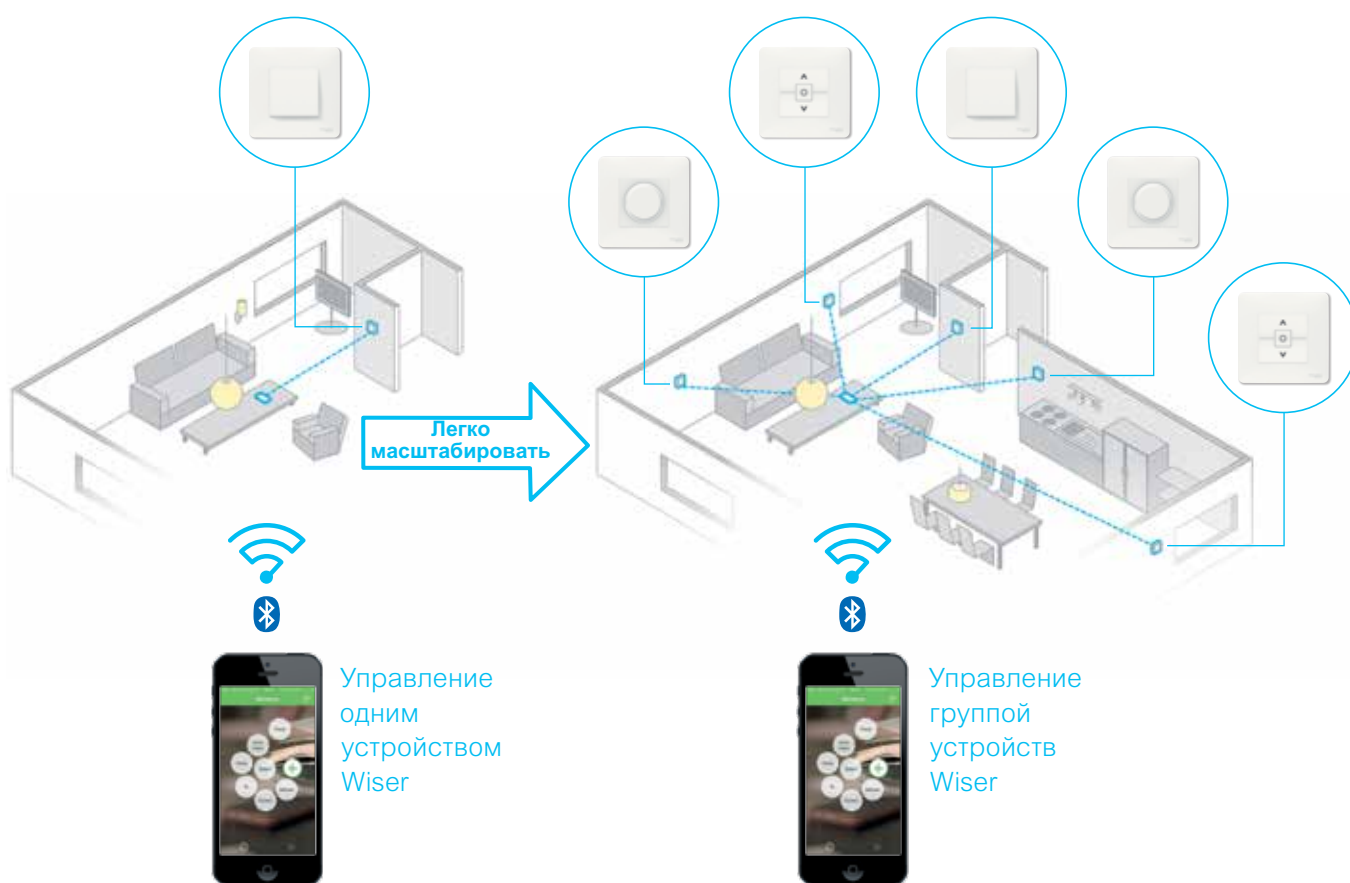 Легко
масштабировать
Управление
одним
устройством
Wiser
Управление
группой
устройств
Wiser